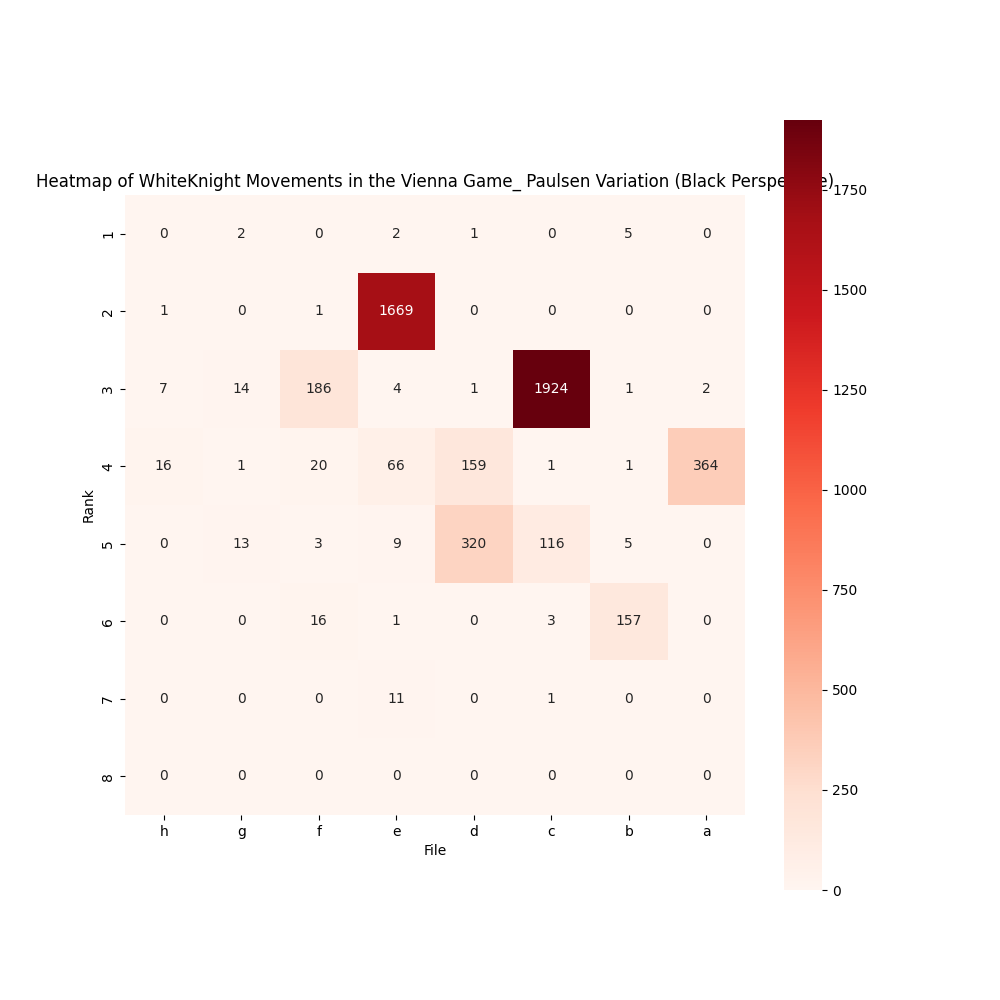 Heatmap of WhiteKnight Movements in the Vienna Game_ Paulsen Variation (Black Perspe e)
1750
1 0 2 0 2 1 0 5 0
2 1 0 1 1669 0 0 0 0
1500
3 7 14 186 4 1 1924 1 2
1250
4 16 1 20 66 159 1 1 364
1000
Rank
5 0 13 3 9 320 116 5 0
750
6 0 0 16 1 0 3 157 0
500
7 0 0 0 11 0 1 0 0
250
8 0 0 0 0 0 0 0 0
h g f e d c b a
File
0